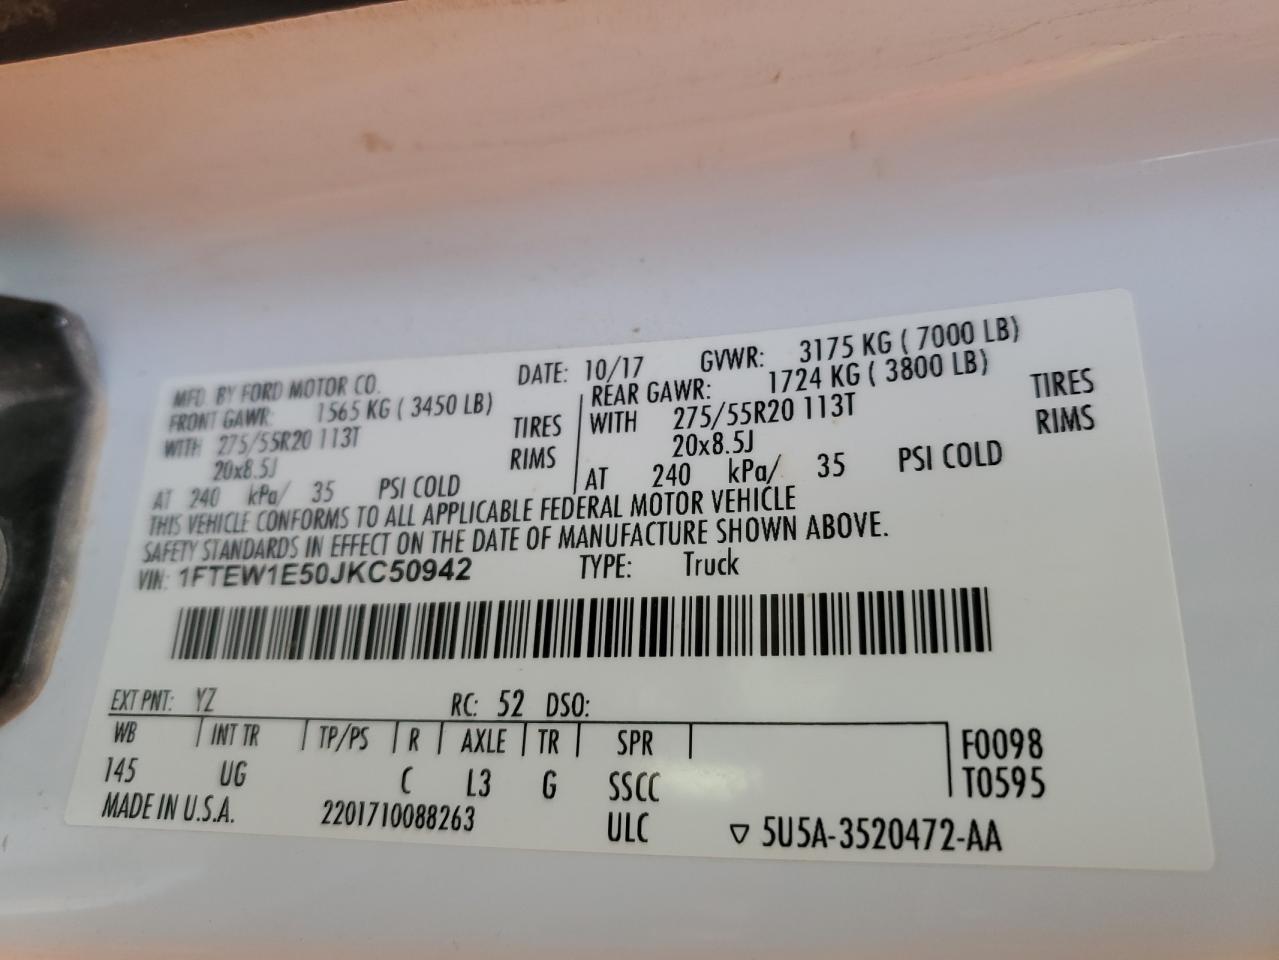 MFD. BY FORD MOTOR CO. DATE: 10/17 GVWR: 3175 KG ( 7000 LB)
FRONT GAWR: 1565 KG ( 3450 LB) REAR GAWR: 1724 KG ( 3800 LB)
WITH 275/55R20 113T TIRES WITH 275/55R20 113T TIRES
20x8.5J RIMS 20x8.5J RIMS
AT 240 kPa/ 35 PSI COLD AT 240 kPa/ 35 PSI COLD
THIS VEHICLE CONFORMS TO ALL APPLICABLE FEDERAL MOTOR VEHICLE
SAFETY STANDARDS IN EFFECT ON THE DATE OF MANUFACTURE SHOWN ABOVE.
VIN: 1FTEW1E50JKC50942 TYPE: Truck
EXT PNT: YZ RC: 52 DSO:
WB INT TR TP/PS R AXLE TR SPR F0098
145 UG C L3 G SSCC T0595
MADE IN U.S.A. 2201710088263 ULC ▽ 5U5A-3520472-AA